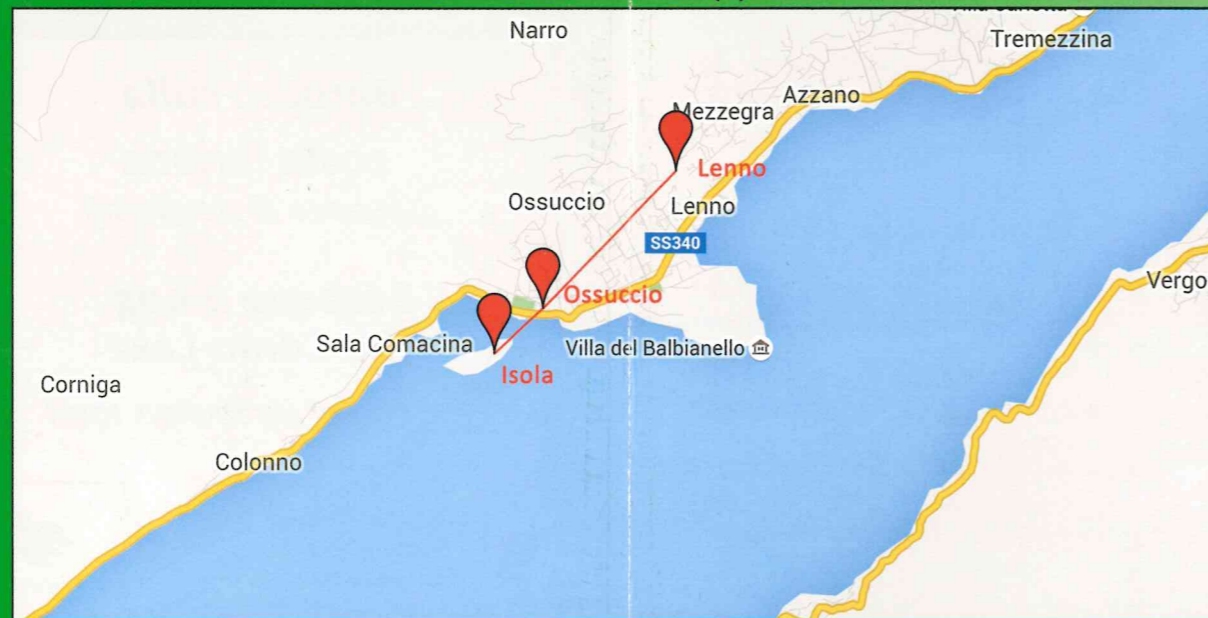 Narro
Tremezzina
Azzano
Mezzegra
Lenno
Ossuccio
Lenno
SS340
Vergo
Ossuccio
Sala Comacina
Villa del Balbianello
Isola
Corniga
Colonno